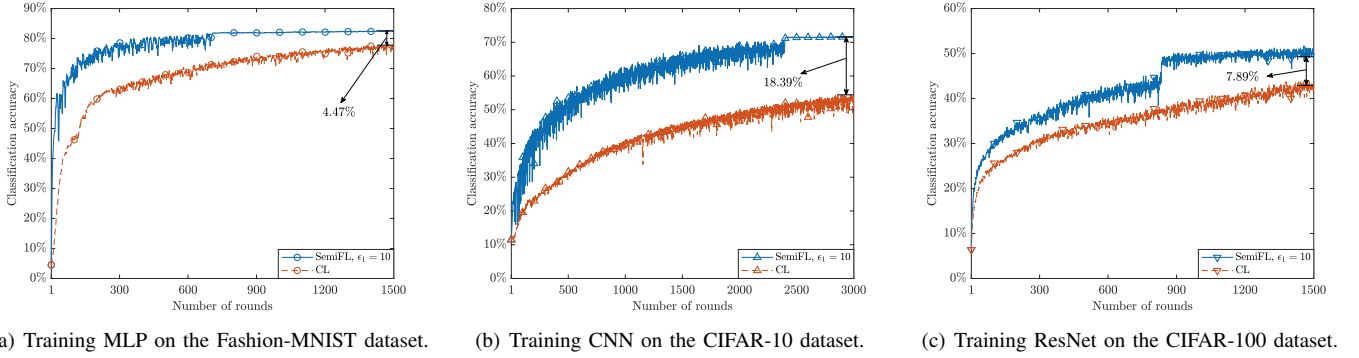 Classification accuracy
90%
80%
70%
60%
50%
40%
30%
20%
10%
0%
4.47%
SemiFL, ϵ₁ = 10
CL
1 300 600 900 1200 1500
Number of rounds
a) Training MLP on the Fashion-MNIST dataset.
Classification accuracy
80%
70%
60%
50%
40%
30%
20%
10%
0%
18.39%
SemiFL, ϵ₁ = 10
CL
1 500 1000 1500 2000 2500 3000
Number of rounds
(b) Training CNN on the CIFAR-10 dataset.
Classification accuracy
60%
50%
40%
30%
20%
10%
0%
7.89%
SemiFL, ϵ₁ = 10
CL
1 300 600 900 1200 1500
Number of rounds
(c) Training ResNet on the CIFAR-100 dataset.